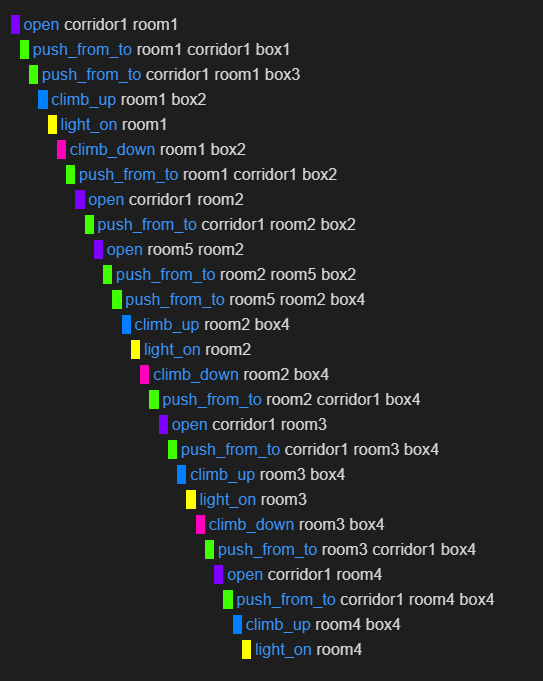 open corridor1 room1
push_from_to room1 corridor1 box1
push_from_to corridor1 room1 box3
climb_up room1 box2
light_on room1
climb_down room1 box2
push_from_to room1 corridor1 box2
open corridor1 room2
push_from_to corridor1 room2 box2
open room5 room2
push_from_to room2 room5 box2
push_from_to room5 room2 box4
climb_up room2 box4
light_on room2
climb_down room2 box4
push_from_to room2 corridor1 box4
open corridor1 room3
push_from_to corridor1 room3 box4
climb_up room3 box4
light_on room3
climb_down room3 box4
push_from_to room3 corridor1 box4
open corridor1 room4
push_from_to corridor1 room4 box4
climb_up room4 box4
light_on room4